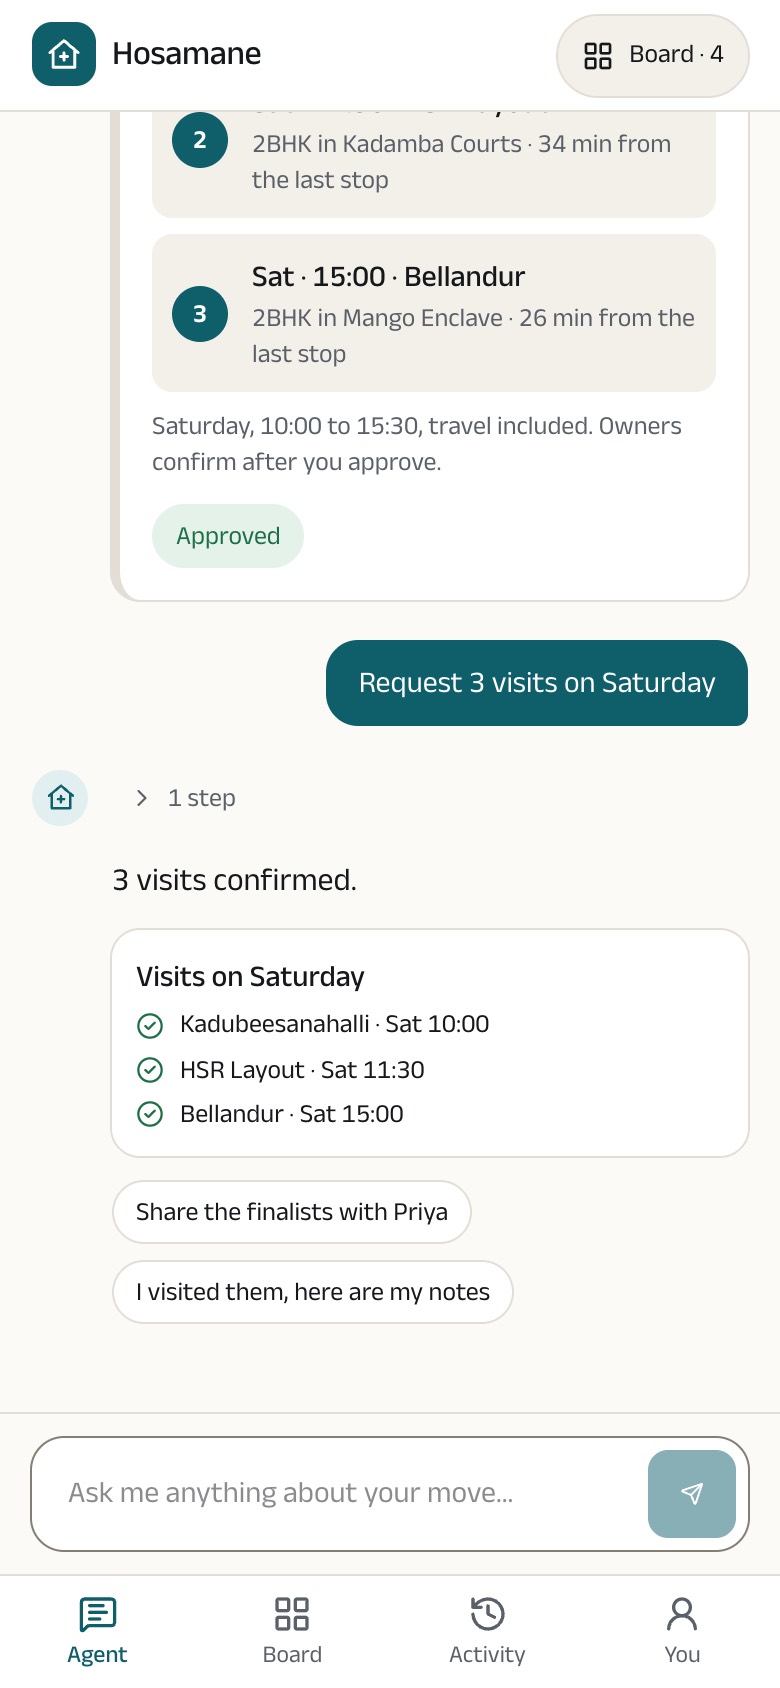 Hosamane
Board · 4
2
2BHK in Kadamba Courts · 34 min from
the last stop
3
Sat · 15:00 · Bellandur
2BHK in Mango Enclave · 26 min from the
last stop
Saturday, 10:00 to 15:30, travel included. Owners
confirm after you approve.
Approved
Request 3 visits on Saturday
1 step
3 visits confirmed.
Visits on Saturday
Kadubeesanahalli · Sat 10:00
HSR Layout · Sat 11:30
Bellandur · Sat 15:00
Share the finalists with Priya
I visited them, here are my notes
Ask me anything about your move...
Agent
Board
Activity
You